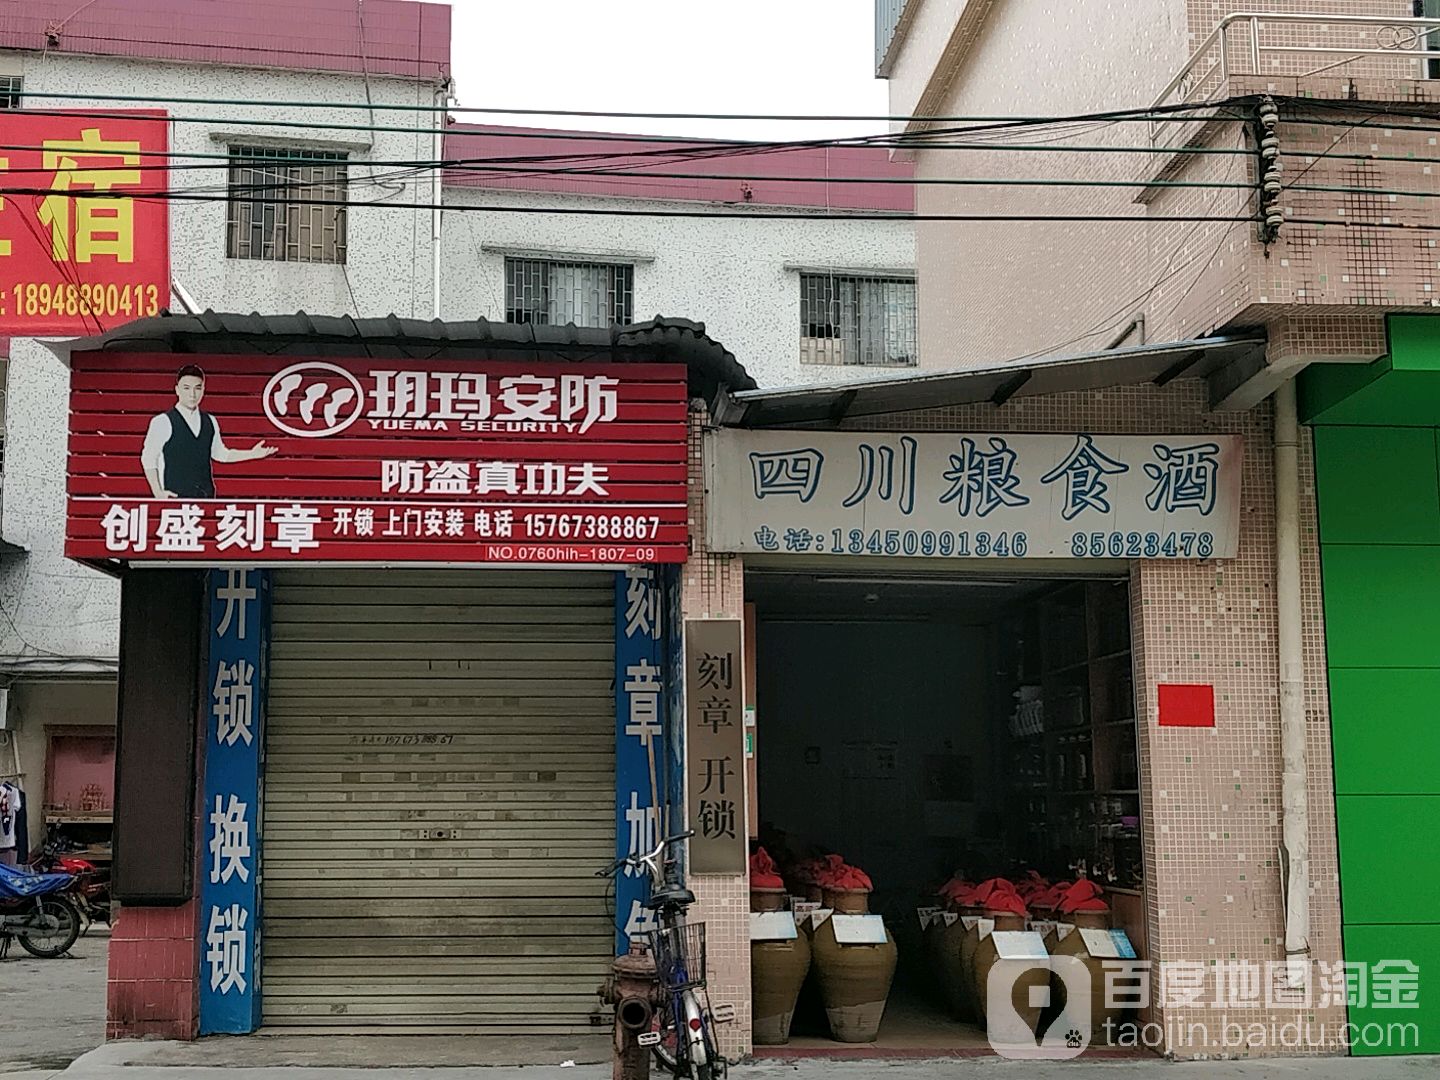 宿
: 18948890413
玥玛安防
YUEMA SECURITY
防盗真功夫
创盛刻章 开锁 上门安装 电话 15767388867
NO.0760hih-1807-09
四川粮食酒
电话:13450991346 85623478
开锁 换锁
刻章 加
刻章 开锁
百度地图淘金
taojin.baidu.com